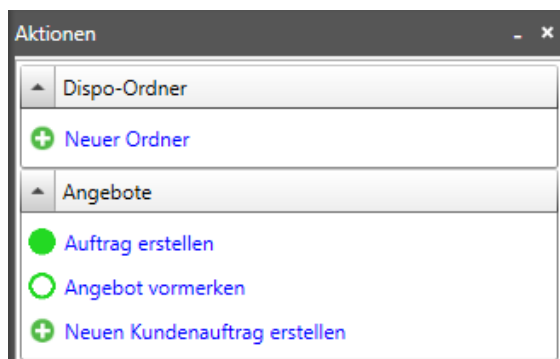 Aktionen
Dispo-Ordner
Neuer Ordner
Angebote
Auftrag erstellen
Angebot vormerken
Neuen Kundenauftrag erstellen